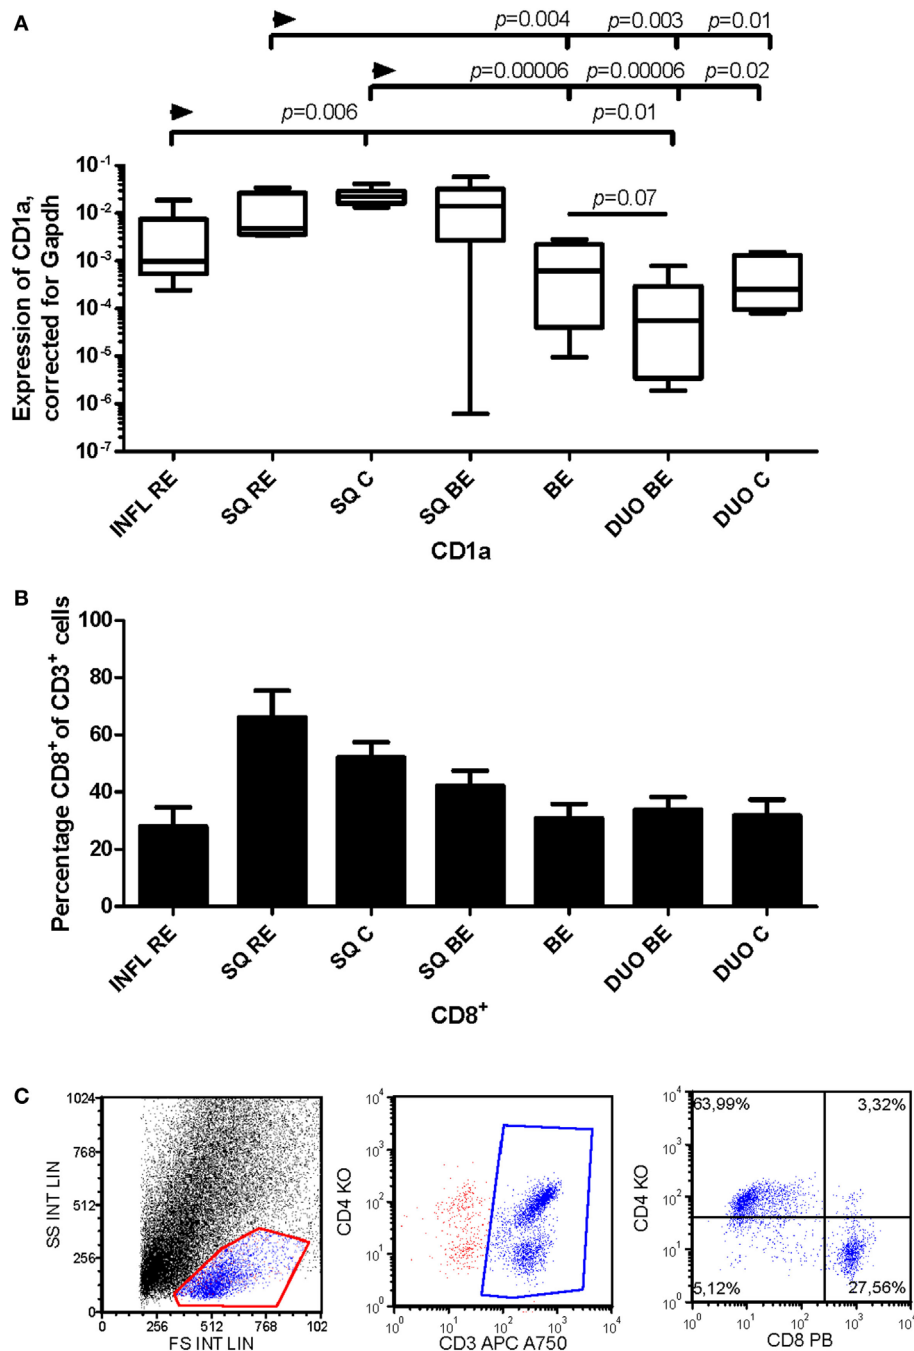 A
p=0.004 p=0.003 p=0.01
p=0.00006 p=0.00006 p=0.02
p=0.006 p=0.01
p=0.07
Expression of CD1a,
corrected for Gapdh
10-1
10-2
10-3
10-4
10-5
10-6
10-7
INFL RE SQ RE SQ C SQ BE BE DUO BE DUO C
CD1a
B
Percentage CD8+ of CD3+ cells
100
80
60
40
20
0
INFL RE SQ RE SQ C SQ BE BE DUO BE DUO C
CD8+
C
SS INT LIN
1024
768
512
256
0
0 256 512 768 102
FS INT LIN
CD4 KO
104
103
102
101
100
100 101 102 103 104
CD3 APC A750
CD4 KO
104
103
102
101
100
63,99% 3,32%
5,12% 27,56%
100 101 102 103 104
CD8 PB